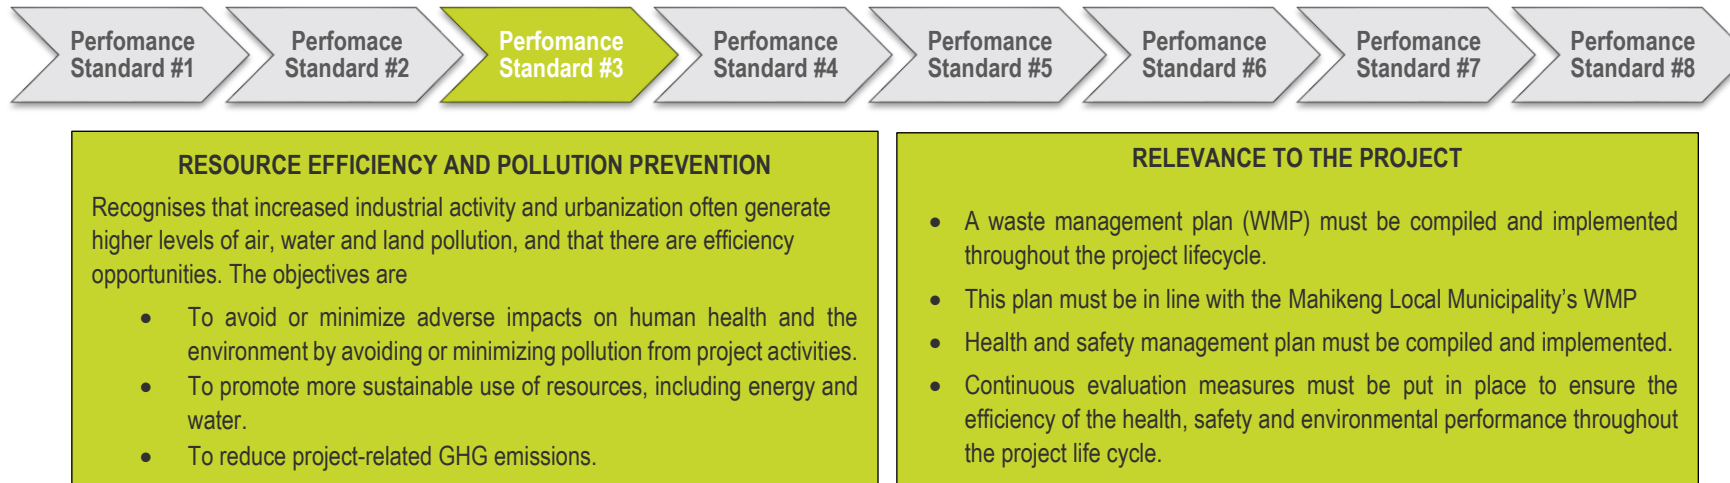 Perfomance
Standard #1
Perfomace
Standard #2
Perfomance
Standard #3
Perfomance
Standard #4
Perfomance
Standard #5
Perfomance
Standard #6
Perfomance
Standard #7
Perfomance
Standard #8
RESOURCE EFFICIENCY AND POLLUTION PREVENTION
Recognises that increased industrial activity and urbanization often generate
higher levels of air, water and land pollution, and that there are efficiency
opportunities. The objectives are
• To avoid or minimize adverse impacts on human health and the
environment by avoiding or minimizing pollution from project activities.
• To promote more sustainable use of resources, including energy and
water.
• To reduce project-related GHG emissions.
RELEVANCE TO THE PROJECT
• A waste management plan (WMP) must be compiled and implemented
throughout the project lifecycle.
• This plan must be in line with the Mahikeng Local Municipality’s WMP
• Health and safety management plan must be compiled and implemented.
• Continuous evaluation measures must be put in place to ensure the
efficiency of the health, safety and environmental performance throughout
the project life cycle.